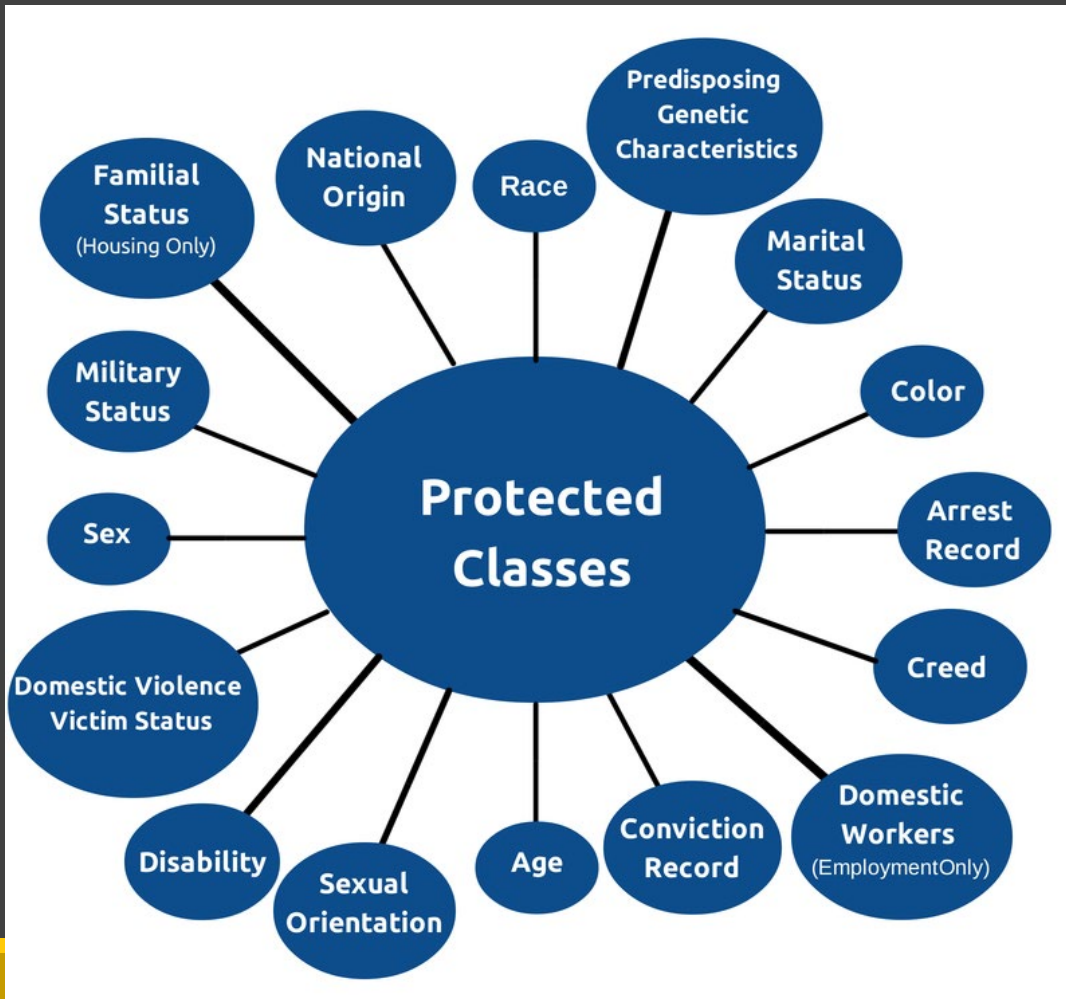 Predisposing
Genetic
Characteristics
National
Origin
Race
Familial
Status
(Housing Only)
Marital
Status
Military
Status
Color
Protected
Classes
Arrest
Record
Sex
Creed
Domestic Violence
Victim Status
Domestic
Workers
(EmploymentOnly)
Disability
Sexual
Orientation
Age
Conviction
Record